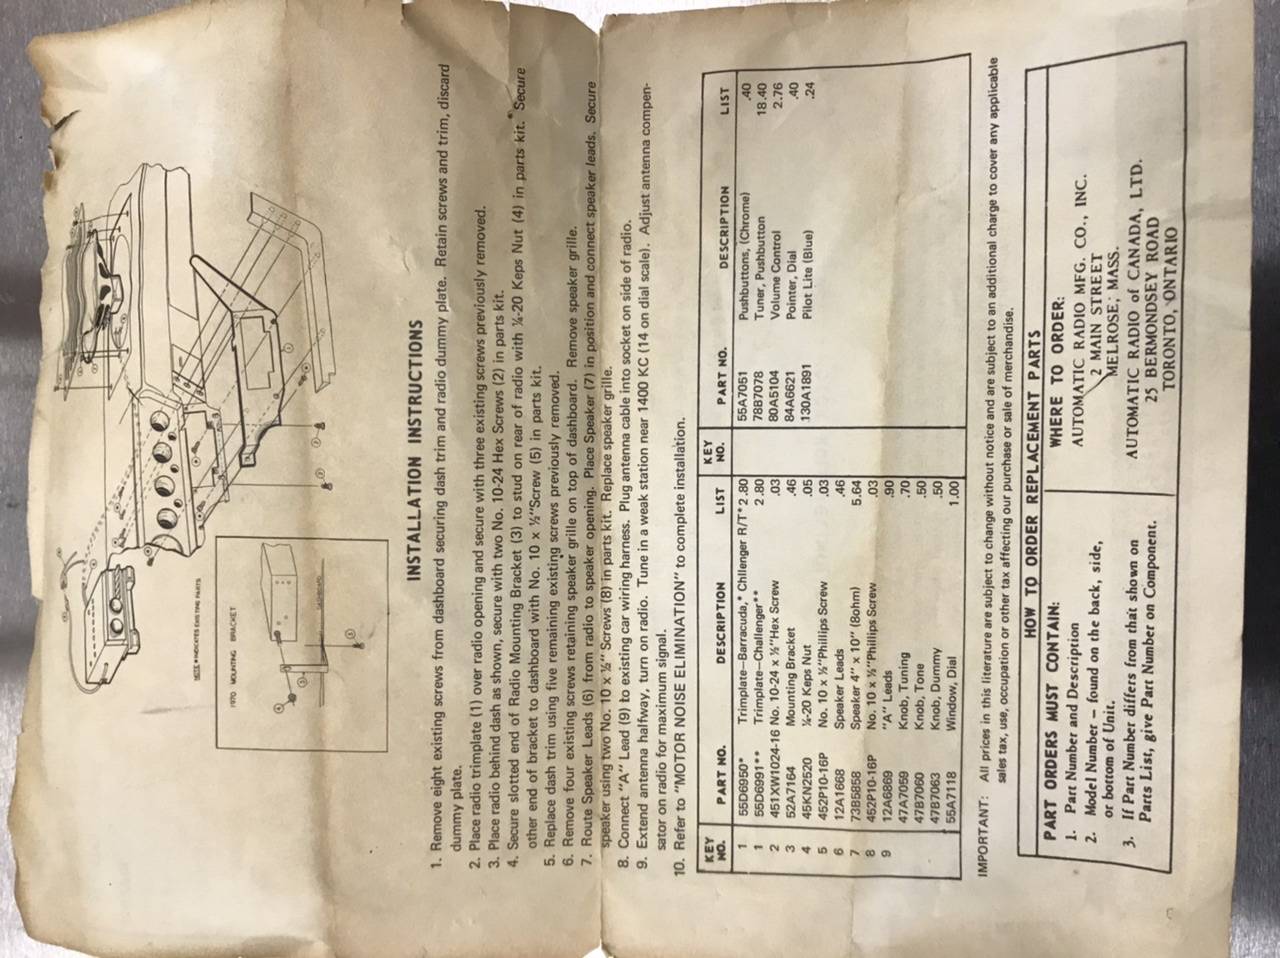 NOTE: # INDICATES EXISTING PARTS
1970 MOUNTING BRACKET
DASHBOARD
INSTALLATION INSTRUCTIONS
1. Remove eight existing screws from dashboard securing dash trim and radio dummy plate. Retain screws and trim, discard
dummy plate.
2. Place radio trimplate (1) over radio opening and secure with three existing screws previously removed.
3. Place radio behind dash as shown, secure with two No. 10-24 Hex Screws (2) in parts kit.
4. Secure slotted end of Radio Mounting Bracket (3) to stud on rear of radio with ¼-20 Keps Nut (4) in parts kit. Secure
other end of bracket to dashboard with No. 10 x ½"Screw (5) in parts kit.
5. Replace dash trim using five remaining existing screws previously removed.
6. Remove four existing screws retaining speaker grille on top of dashboard. Remove speaker grille.
7. Route Speaker Leads (6) from radio to speaker opening. Place Speaker (7) in position and connect speaker leads. Secure
speaker using two No. 10 x ½" Screws (8) in parts kit. Replace speaker grille.
8. Connect "A" Lead (9) to existing car wiring harness. Plug antenna cable into socket on side of radio.
9. Extend antenna halfway, turn on radio. Tune in a weak station near 1400 KC (14 on dial scale). Adjust antenna compen-
sator on radio for maximum signal.
10. Refer to "MOTOR NOISE ELIMINATION" to complete installation.
KEY NO. PART NO. DESCRIPTION LIST KEY NO. PART NO. DESCRIPTION LIST
1 55D6950* Trimplate—Barracuda,* Chllenger R/T* 2.80 55A7051 Pushbuttons, (Chrome) .40
1 55D6991** Trimplate—Challenger** 2.80 78B7078 Tuner, Pushbutton 18.40
2 451XW1024-16 No. 10-24 x ½"Hex Screw .03 80A5104 Volume Control 2.76
3 52A7164 Mounting Bracket .46 84A6621 Pointer, Dial .40
4 45KN2520 ¼-20 Keps Nut .05 130A1891 Pilot Lite (Blue) .24
5 452P10-16P No. 10 x ½"Phillips Screw .03
6 12A1668 Speaker Leads .46
7 73B5858 Speaker 4" x 10" (8ohm) 5.64
8 452P10-16P No. 10 x ½"Phillips Screw .03
9 12A6869 "A" Leads .90
47A7059 Knob, Tuning .70
47B7060 Knob, Tone .50
47B7063 Knob, Dummy .50
55A7118 Window, Dial 1.00
IMPORTANT: All prices in this literature are subject to change without notice and are subject to an additional charge to cover any applicable
sales tax, use, occupation or other tax affecting our purchase or sale of merchandise.
HOW TO ORDER REPLACEMENT PARTS
PART ORDERS MUST CONTAIN:
1. Part Number and Description
2. Model Number — found on the back, side,
or bottom of Unit.
3. If Part Number differs from that shown on
Parts List, give Part Number on Component.
WHERE TO ORDER:
AUTOMATIC RADIO MFG. CO., INC.
2 MAIN STREET
MELROSE, MASS.
AUTOMATIC RADIO of CANADA, LTD.
25 BERMONDSEY ROAD
TORONTO, ONTARIO